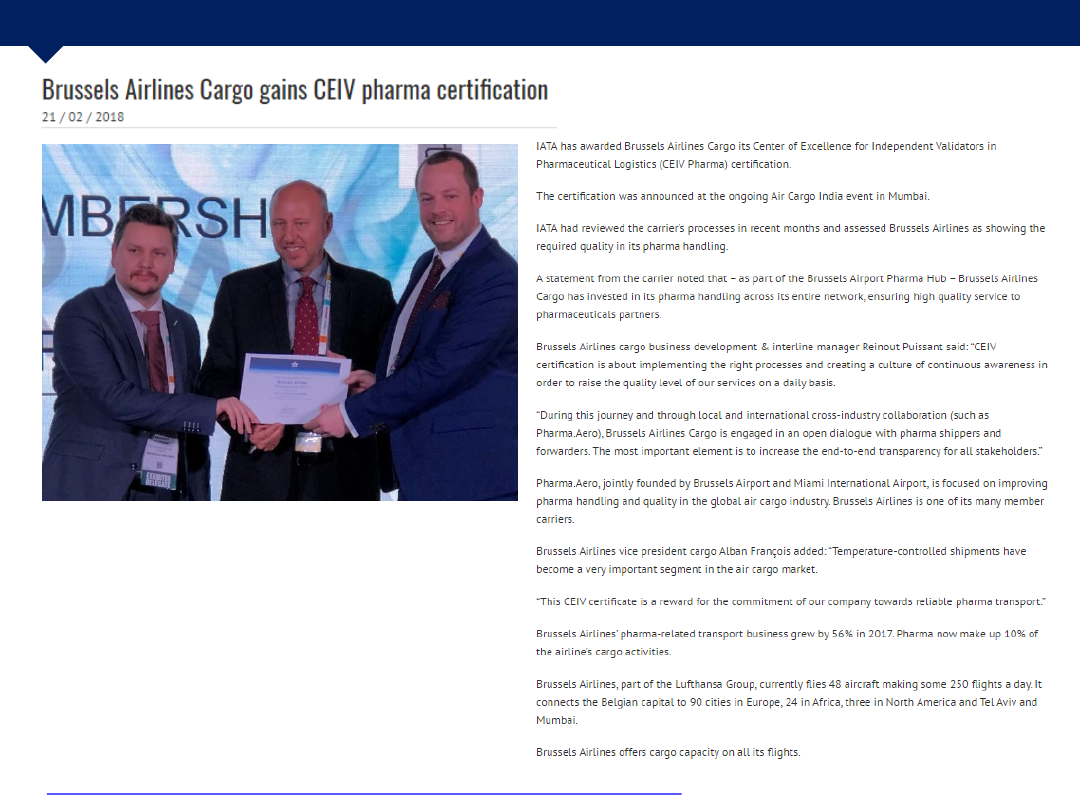 Brussels Airlines Cargo gains CEIV pharma certification
21 / 02 / 2018
MBERSH
IATA has awarded Brussels Airlines Cargo its Center of Excellence for Independent Validators in
Pharmaceutical Logistics (CEIV Pharma) certification.
The certification was announced at the ongoing Air Cargo India event in Mumbai.
IATA had reviewed the carrier's processes in recent months and assessed Brussels Airlines as showing the
required quality in its pharma handling.
A statement from the carrier noted that – as part of the Brussels Airport Pharma Hub – Brussels Airlines
Cargo has invested in its pharma handling across its entire network, ensuring high quality service to
pharmaceuticals partners.
Brussels Airlines cargo business development & interline manager Reinout Puissant said: “CEIV
certification is about implementing the right processes and creating a culture of continuous awareness in
order to raise the quality level of our services on a daily basis.
“During this journey and through local and international cross-industry collaboration (such as
Pharma.Aero), Brussels Airlines Cargo is engaged in an open dialogue with pharma shippers and
forwarders. The most important element is to increase the end-to-end transparency for all stakeholders.”
Pharma.Aero, jointly founded by Brussels Airport and Miami International Airport, is focused on improving
pharma handling and quality in the global air cargo industry. Brussels Airlines is one of its many member
carriers.
Brussels Airlines vice president cargo Alban François added: “Temperature-controlled shipments have
become a very important segment in the air cargo market.
“This CEIV certificate is a reward for the commitment of our company towards reliable pharma transport.”
Brussels Airlines’ pharma-related transport business grew by 56% in 2017. Pharma now make up 10% of
the airline’s cargo activities.
Brussels Airlines, part of the Lufthansa Group, currently flies 48 aircraft making some 250 flights a day. It
connects the Belgian capital to 90 cities in Europe, 24 in Africa, three in North America and Tel Aviv and
Mumbai.
Brussels Airlines offers cargo capacity on all its flights.